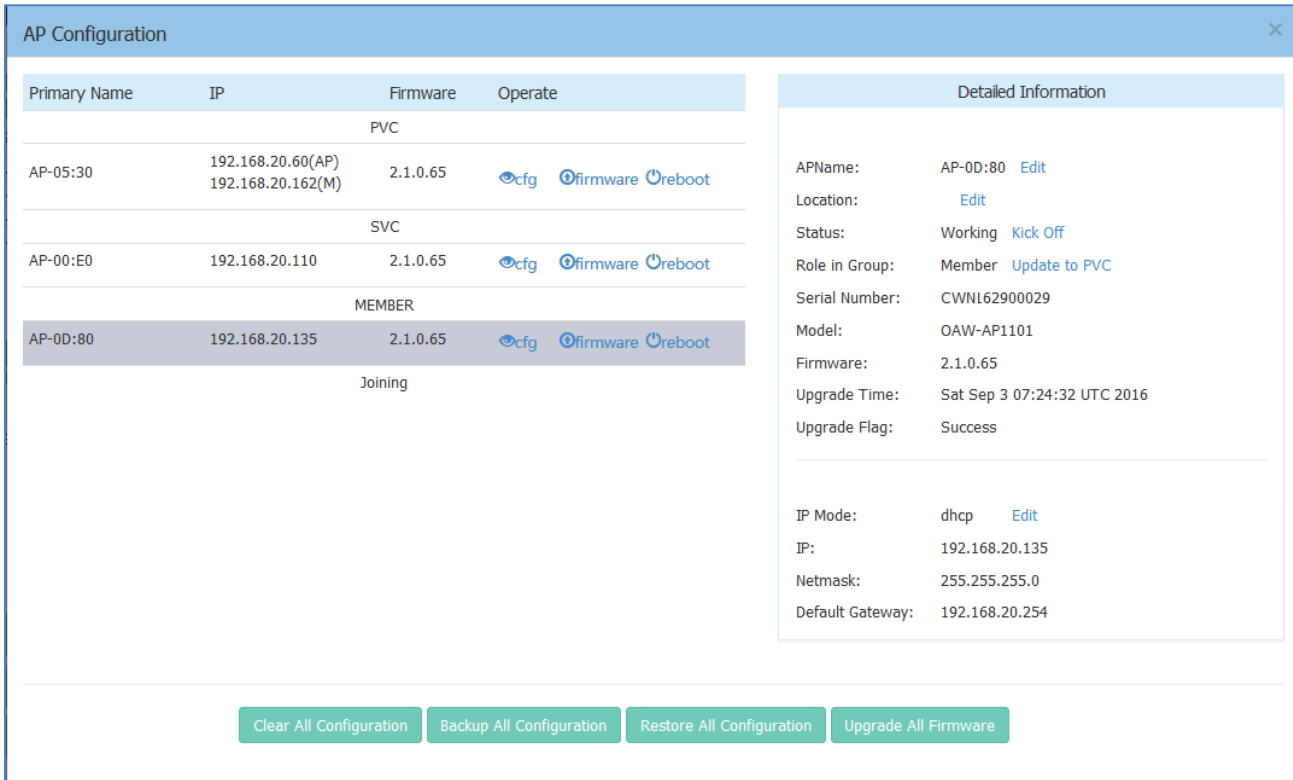 AP Configuration ×
Primary Name IP Firmware Operate
PVC
AP-05:30 192.168.20.60(AP) 2.1.0.65 cfg firmware reboot
192.168.20.162(M)
SVC
AP-00:E0 192.168.20.110 2.1.0.65 cfg firmware reboot
MEMBER
AP-0D:80 192.168.20.135 2.1.0.65 cfg firmware reboot
Joining
Detailed Information
APName: AP-0D:80 Edit
Location: Edit
Status: Working Kick Off
Role in Group: Member Update to PVC
Serial Number: CWN162900029
Model: OAW-AP1101
Firmware: 2.1.0.65
Upgrade Time: Sat Sep 3 07:24:32 UTC 2016
Upgrade Flag: Success
IP Mode: dhcp Edit
IP: 192.168.20.135
Netmask: 255.255.255.0
Default Gateway: 192.168.20.254
Clear All Configuration Backup All Configuration Restore All Configuration Upgrade All Firmware